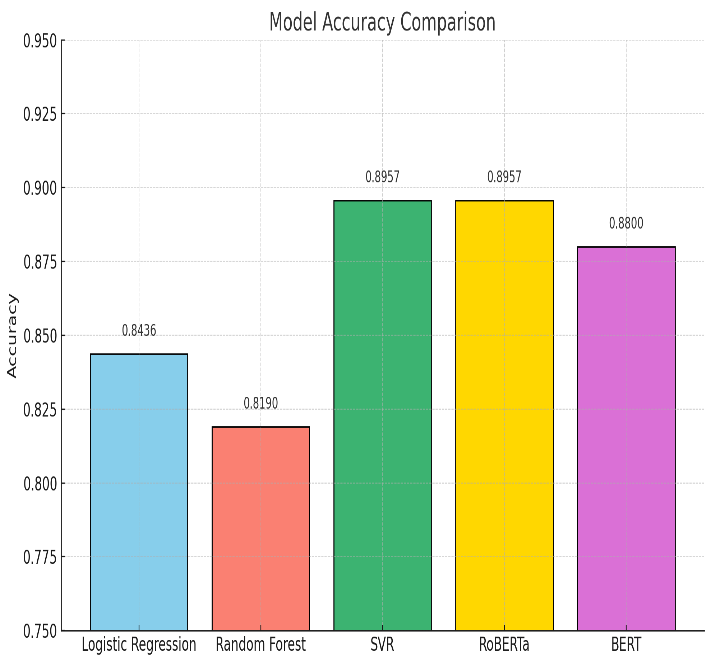 Model Accuracy Comparison
0.950
0.925
0.900
0.875
0.850
0.825
0.800
0.775
0.750
Accuracy
0.8436
0.8190
0.8957
0.8957
0.8800
Logistic Regression
Random Forest
SVR
RoBERTa
BERT